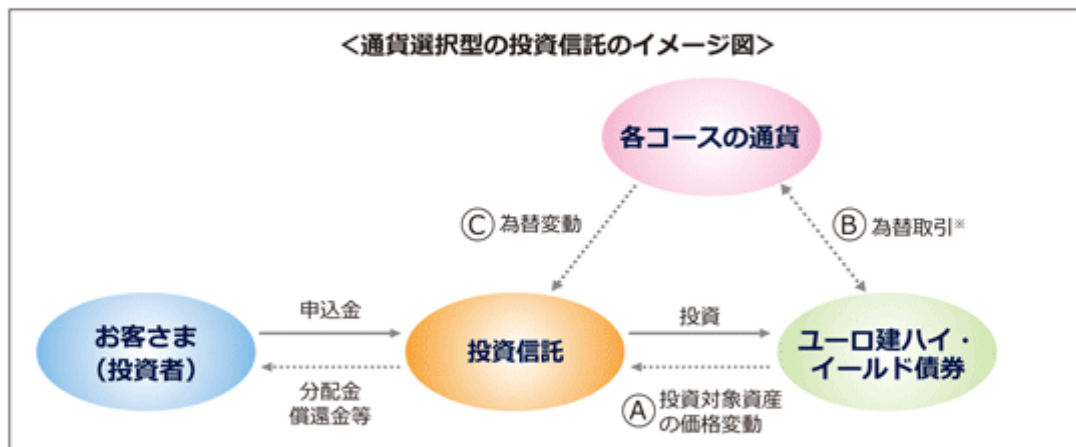 <通貨選択型の投資信託のイメージ図>
各コースの通貨
Ⓒ 為替変動
Ⓑ 為替取引※
お客さま
(投資者)
申込金
分配金
償還金等
投資信託
投資
Ⓐ 投資対象資産
の価格変動
ユーロ建ハイ・
イールド債券